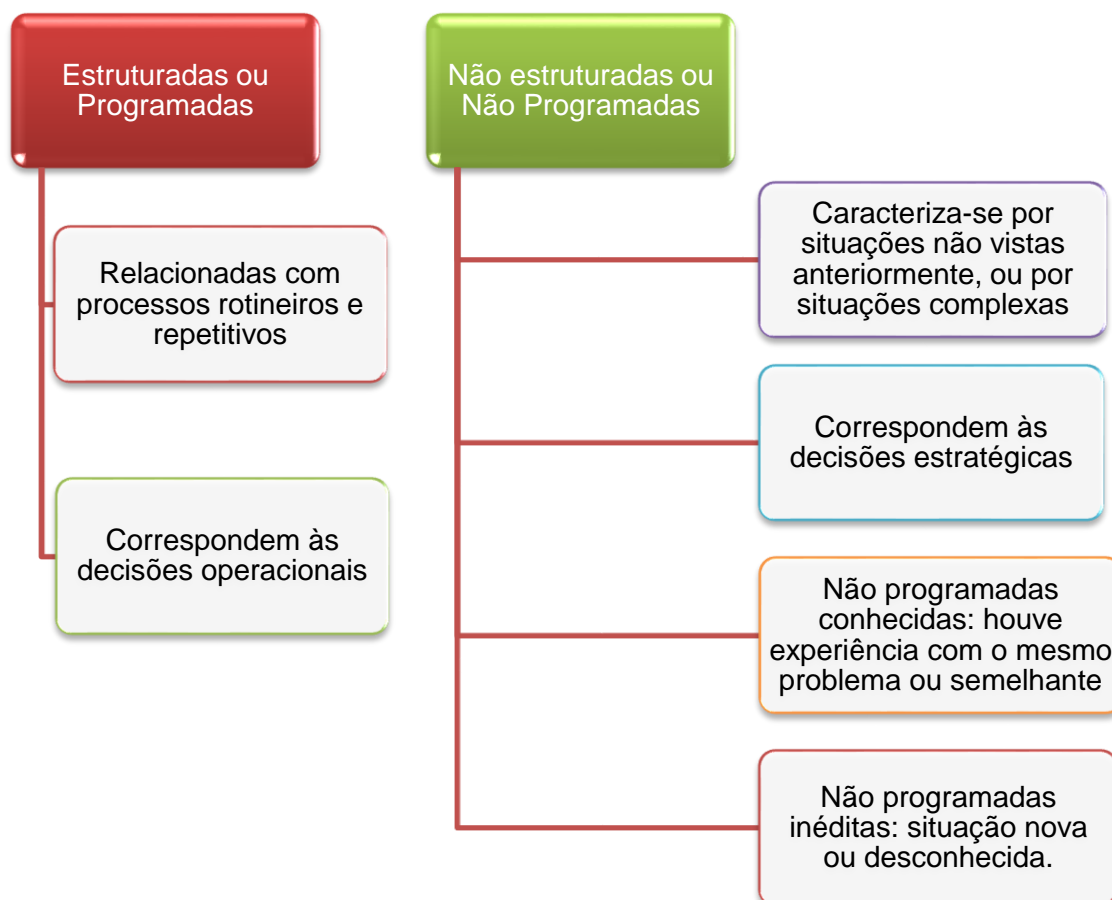 Estruturadas ou
Programadas
Relacionadas com
processos rotineiros e
repetitivos
Correspondem às
decisões operacionais
Não estruturadas ou
Não Programadas
Caracteriza-se por
situações não vistas
anteriormente, ou por
situações complexas
Correspondem às
decisões estratégicas
Não programadas
conhecidas: houve
experiência com o mesmo
problema ou semelhante
Não programadas
inéditas: situação nova
ou desconhecida.